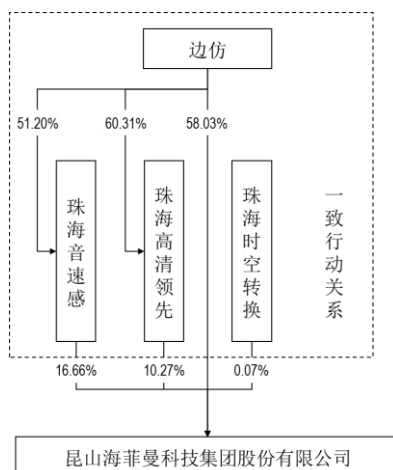 边仿
51.20%
60.31%
58.03%
珠海音速感
珠海高清领先
珠海时空转换
一致行动关系
16.66%
10.27%
0.07%
昆山海菲曼科技集团股份有限公司